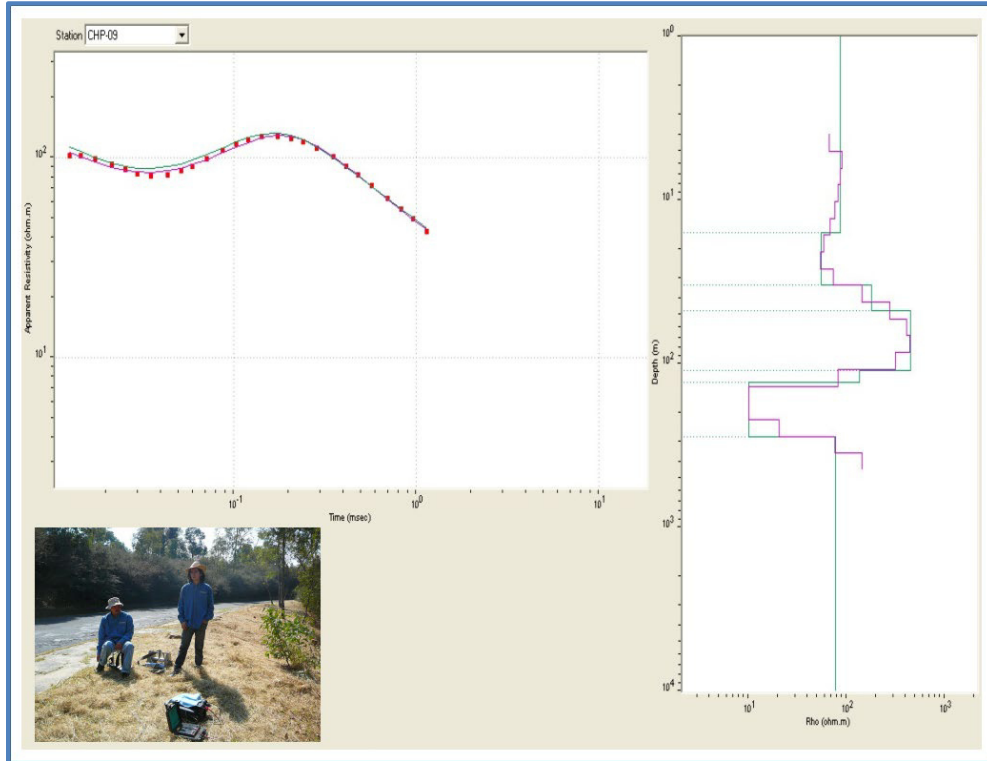 Station CHP-09
Apparent Resistivity (ohm.m)
10²
10¹
10⁻¹
10⁰
10¹
Time (msec)
Depth (m)
10⁰
10¹
10²
10³
10⁴
10¹
10²
10³
Rho (ohm.m)